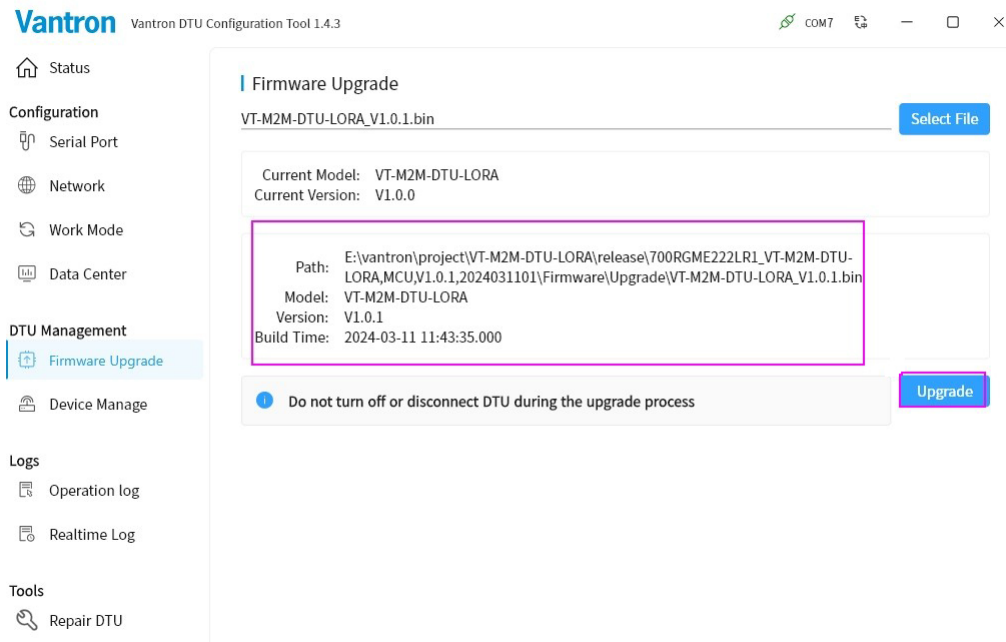 Vantron Vantron DTU Configuration Tool 1.4.3
COM7
Status
Configuration
Serial Port
Network
Work Mode
Data Center
DTU Management
Firmware Upgrade
Device Manage
Logs
Operation log
Realtime Log
Tools
Repair DTU
Firmware Upgrade
VT-M2M-DTU-LORA_V1.0.1.bin
Select File
Current Model: VT-M2M-DTU-LORA
Current Version: V1.0.0
Path: E:\vantron\project\VT-M2M-DTU-LORA\release\700RGME222LR1_VT-M2M-DTU-
LORA,MCU,V1.0.1,2024031101\Firmware\Upgrade\VT-M2M-DTU-LORA_V1.0.1.bin
Model: VT-M2M-DTU-LORA
Version: V1.0.1
Build Time: 2024-03-11 11:43:35.000
Do not turn off or disconnect DTU during the upgrade process
Upgrade